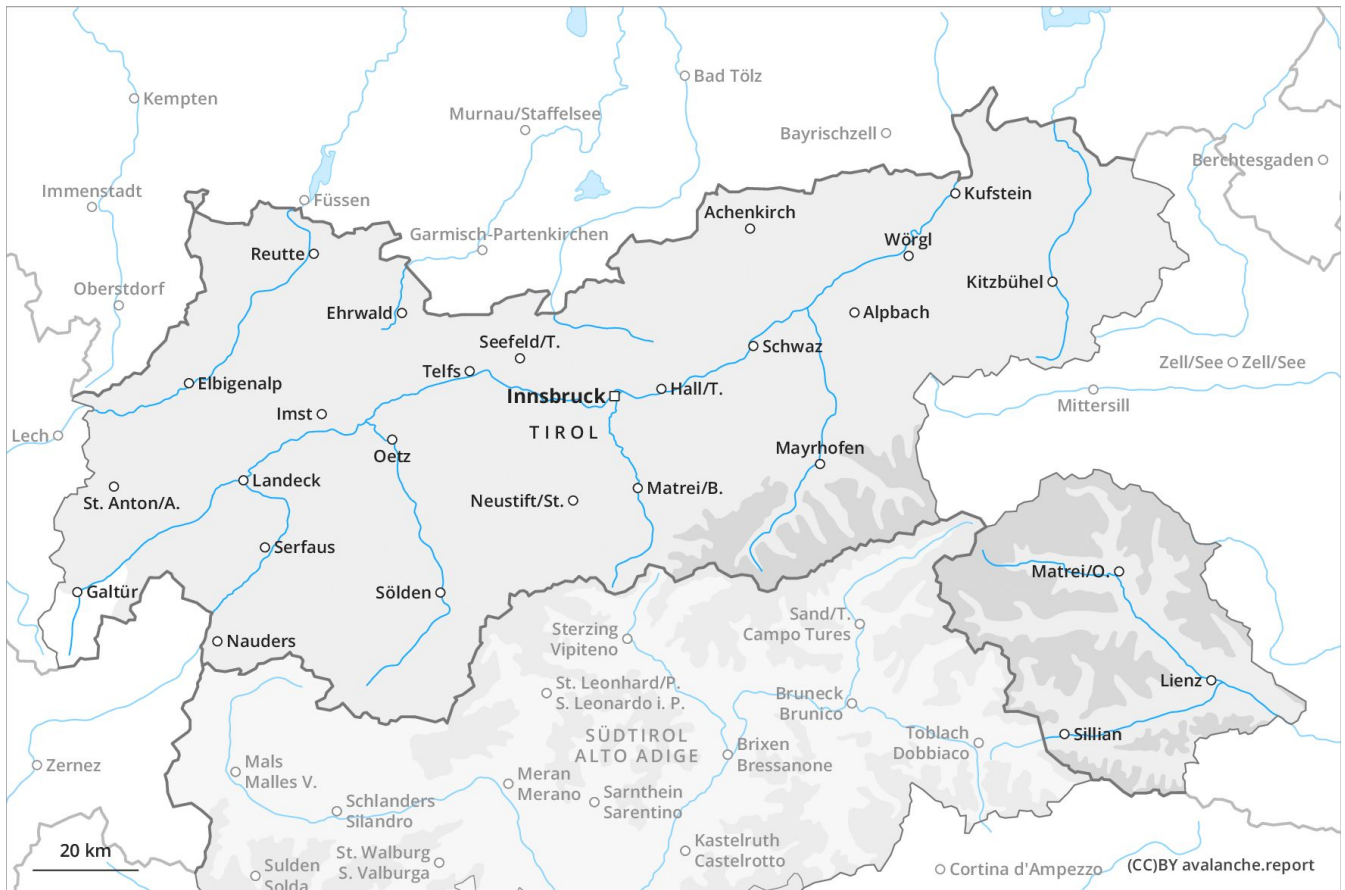 Bad Tölz
Kempten
Murnau/Staffelsee
Bayrischzell
Berchtesgaden
Immenstadt
Füssen
Kufstein
Achenkirch
Garmisch-Partenkirchen
Wörgl
Reutte
Kitzbühel
Oberstdorf
Ehrwald
Alpbach
Seefeld/T.
Schwaz
Zell/See
Zell/See
Telfs
Elbigenalp
Innsbruck
Hall/T.
Mittersill
Imst
TIROL
Lech
Oetz
Mayrhofen
Landeck
St. Anton/A.
Neustift/St.
Matrei/B.
Serfaus
Matrei/O.
Galtür
Sölden
Sand/T.
Campo Tures
Sterzing
Vipiteno
Nauders
Lienz
St. Leonhard/P.
S. Leonardo i. P.
Bruneck
Brunico
SÜDTIROL
ALTO ADIGE
Toblach
Dobbiaco
Sillian
Brixen
Bressanone
Zernez
Mals
Malles V.
Meran
Merano
Sarnthein
Sarentino
Schlanders
Silandro
Kastelruth
Castelrotto
20 km
St. Walburg
S. Valburga
Sulden
Solda
Cortina d'Ampezzo
(CC)BY avalanche.report